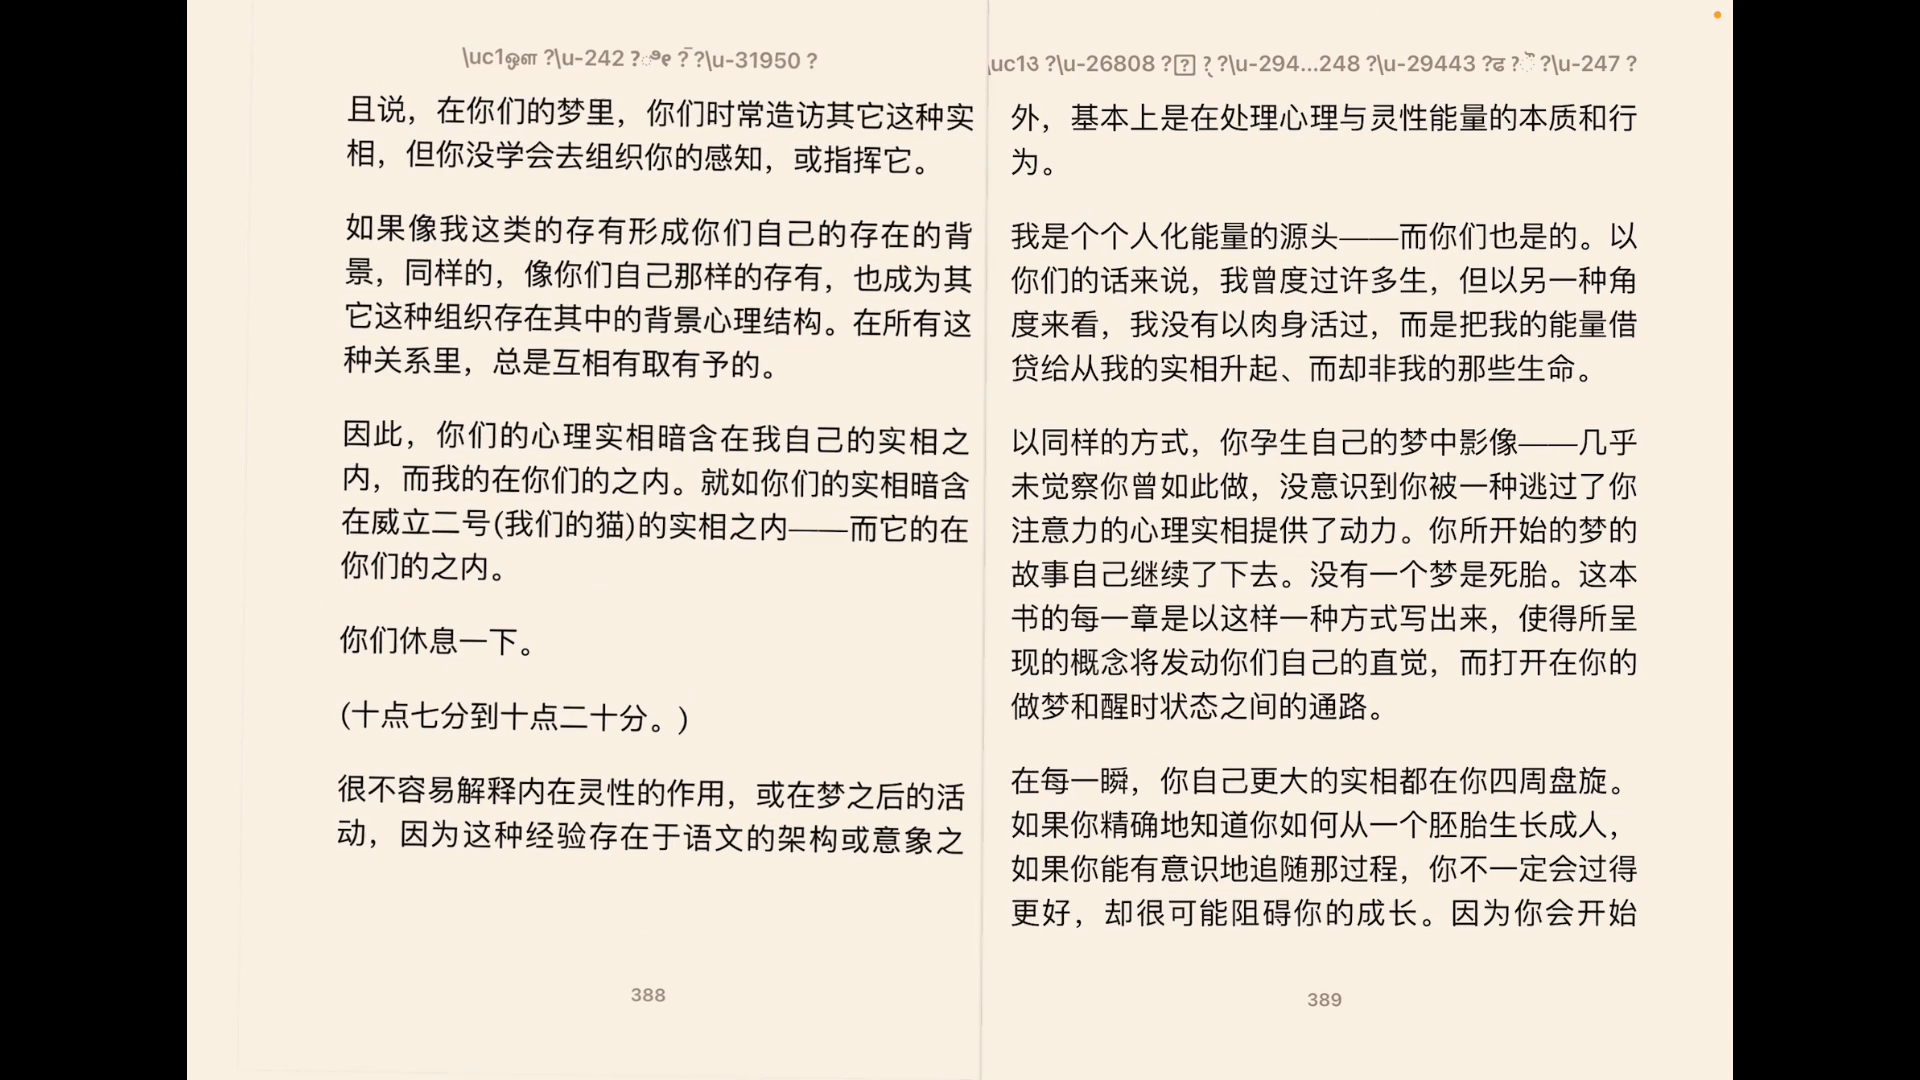 且说，在你们的梦里，你们时常造访其它这种实
相，但你没学会去组织你的感知，或指挥它。
如果像我这类的存有形成你们自己的存在的背
景，同样的，像你们自己那样的存有，也成为其
它这种组织存在其中的背景心理结构。在所有这
种关系里，总是互相有取有予的。
因此，你们的心理实相暗含在我自己的实相之
内，而我的在你们的之内。就如你们的实相暗含
在威立二号(我们的猫)的实相之内——而它的在
你们的之内。
你们休息一下。
(十点七分到十点二十分。)
很不容易解释内在灵性的作用，或在梦之后的活
动，因为这种经验存在于语文的架构或意象之
388
外，基本上是在处理心理与灵性能量的本质和行
为。
我是个个人化能量的源头——而你们也是的。以
你们的话来说，我曾度过许多生，但以另一种角
度来看，我没有以肉身活过，而是把我的能量借
贷给从我的实相升起、而却非我的那些生命。
以同样的方式，你孕生自己的梦中影像——几乎
未觉察你曾如此做，没意识到你被一种逃过了你
注意力的心理实相提供了动力。你所开始的梦的
故事自己继续了下去。没有一个梦是死胎。这本
书的每一章是以这样一种方式写出来，使得所呈
现的概念将发动你们自己的直觉，而打开在你的
做梦和醒时状态之间的通路。
在每一瞬，你自己更大的实相都在你四周盘旋。
如果你精确地知道你如何从一个胚胎生长成人，
如果你能有意识地追随那过程，你不一定会过得
更好，却很可能阻碍你的成长。因为你会开始
389